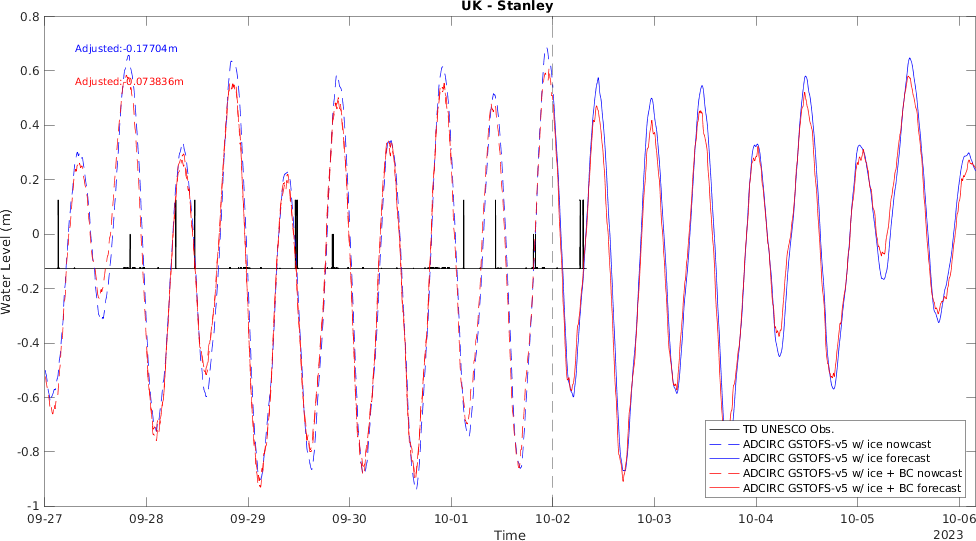 UK - Stanley
Adjusted:-0.17704m
Adjusted:-0.073836m
Water Level (m)
0.8
0.6
0.4
0.2
0
-0.2
-0.4
-0.6
-0.8
-1
TD UNESCO Obs.
ADCIRC GSTOFS-v5 w/ ice nowcast
ADCIRC GSTOFS-v5 w/ ice forecast
ADCIRC GSTOFS-v5 w/ ice + BC nowcast
ADCIRC GSTOFS-v5 w/ ice + BC forecast
09-27 09-28 09-29 09-30 10-01 10-02 10-03 10-04 10-05 10-06
Time
2023